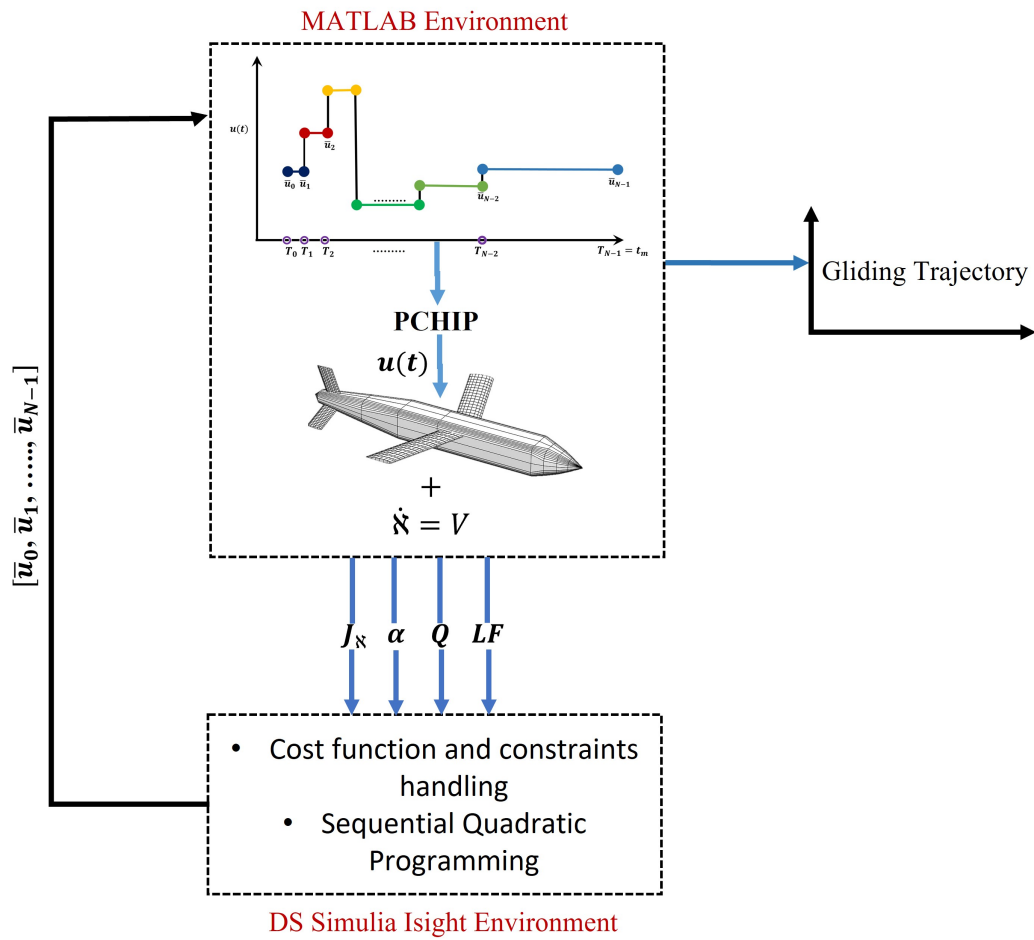 MATLAB Environment
u(t)
ū₀ ū₁
ū₂
ū_{N−2}
ū_{N−1}
.........
T₀ T₁ T₂ ......... T_{N−2} T_{N−1} = t_m
PCHIP
u(t)
+
ℵ̇ = V
Gliding Trajectory
[ū₀, ū₁, ....., ū_{N−1}]
J_ℵ α Q LF
• Cost function and constraints
handling
• Sequential Quadratic
Programming
DS Simulia Isight Environment